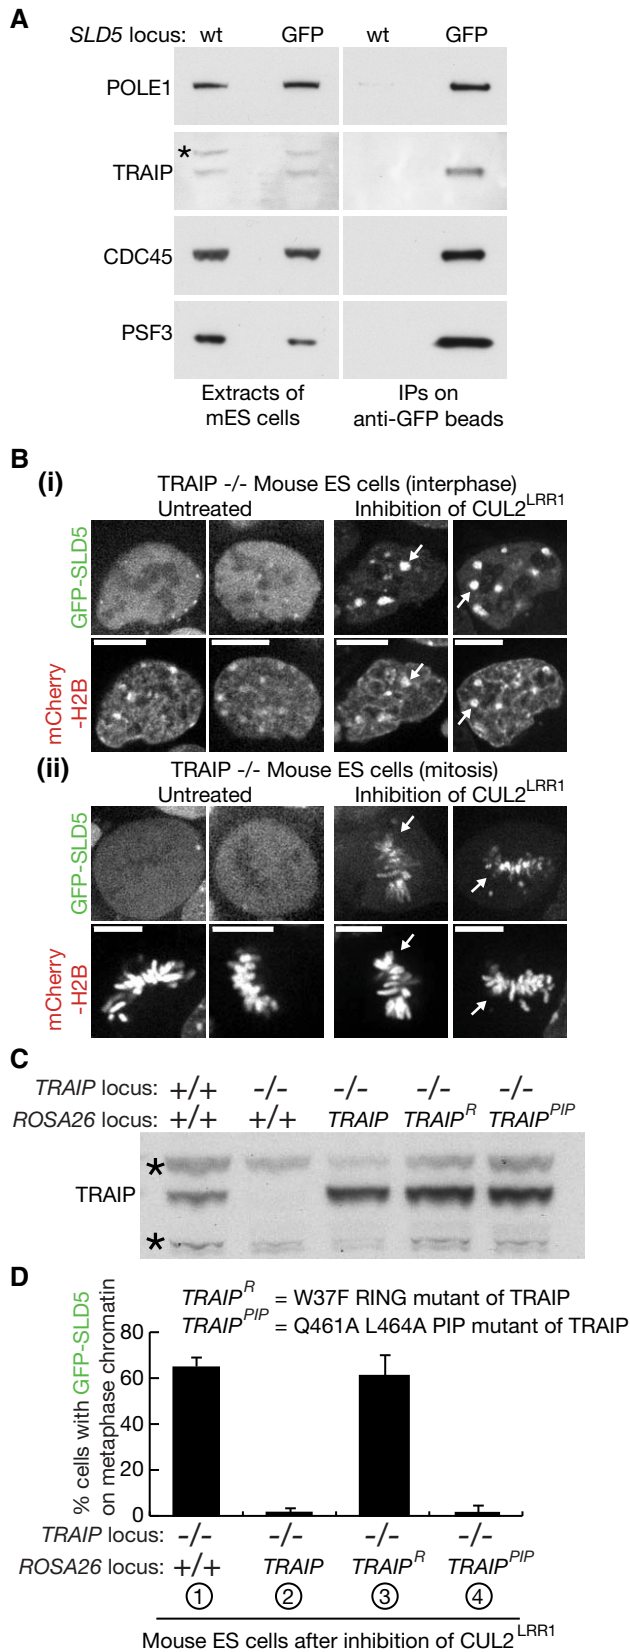 A
SLD5 locus: wt GFP wt GFP
POLE1
*
TRAIP
CDC45
PSF3
Extracts of mES cells
IPs on anti-GFP beads
B
(i)
TRAIP -/- Mouse ES cells (interphase)
Untreated
Inhibition of CUL2LRR1
GFP-SLD5
mCherry
-H2B
(ii)
TRAIP -/- Mouse ES cells (mitosis)
Untreated
Inhibition of CUL2LRR1
GFP-SLD5
mCherry
-H2B
C
TRAIP locus: +/+ -/- -/- -/- -/-
ROSA26 locus: +/+ +/+ TRAIP TRAIPR TRAIPPIP
*
TRAIP
*
D
TRAIPR = W37F RING mutant of TRAIP
TRAIPPIP = Q461A L464A PIP mutant of TRAIP
% cells with GFP-SLD5
on metaphase chromatin
80
60
40
20
0
TRAIP locus: -/- -/- -/- -/-
ROSA26 locus: +/+ TRAIP TRAIPR TRAIPPIP
1 2 3 4
Mouse ES cells after inhibition of CUL2LRR1